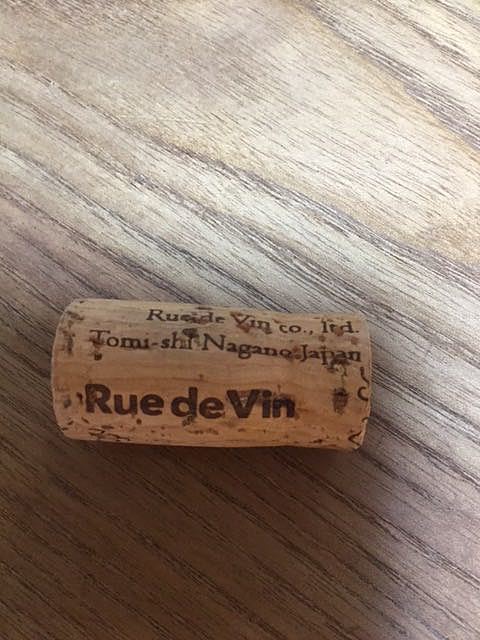 Rue de Vin co., ltd.
Tomi-shi Nagano Japan
Rue de Vin